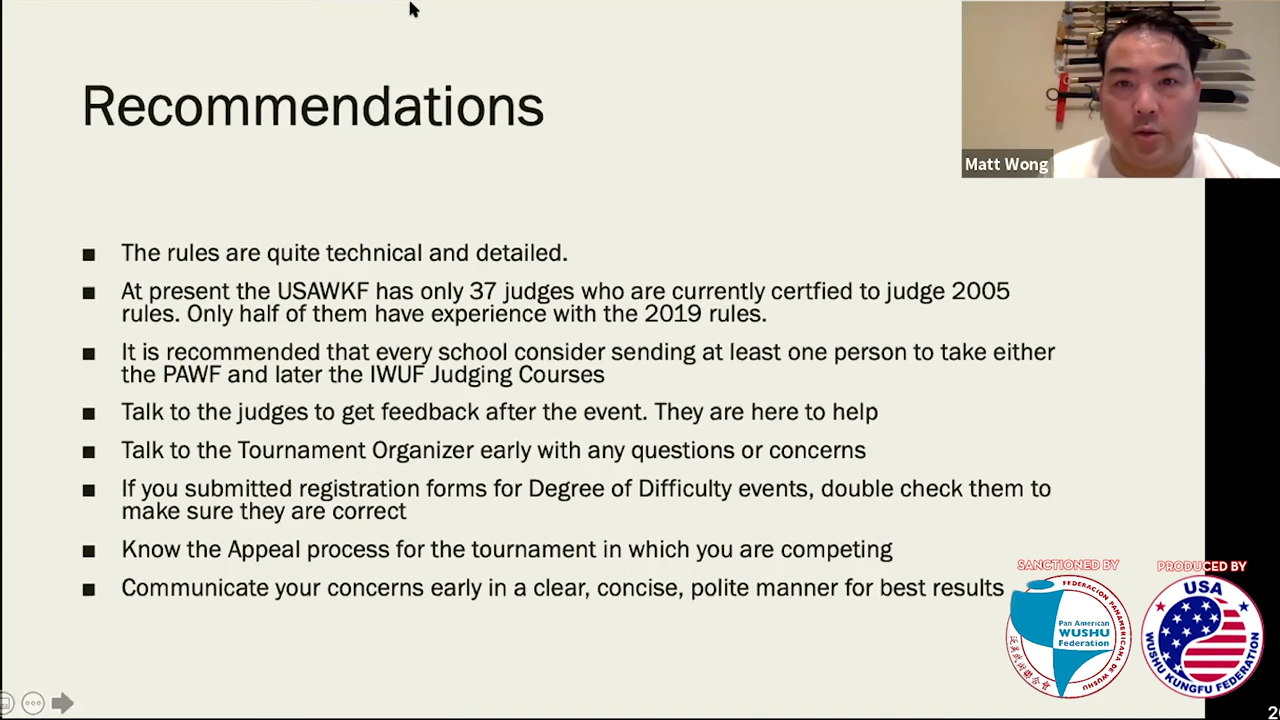 Recommendations
Matt Wong
■ The rules are quite technical and detailed.
■ At present the USAWKF has only 37 judges who are currently certfied to judge 2005
rules. Only half of them have experience with the 2019 rules.
■ It is recommended that every school consider sending at least one person to take either
the PAWF and later the IWUF Judging Courses
■ Talk to the judges to get feedback after the event. They are here to help
■ Talk to the Tournament Organizer early with any questions or concerns
■ If you submitted registration forms for Degree of Difficulty events, double check them to
make sure they are correct
■ Know the Appeal process for the tournament in which you are competing
■ Communicate your concerns early in a clear, concise, polite manner for best results
SANCTIONED BY
FEDERACION PANAMERICANA DE WUSHU
Pan American
WUSHU
Federation
PRODUCED BY
USA
WUSHU KUNGFU FEDERATION